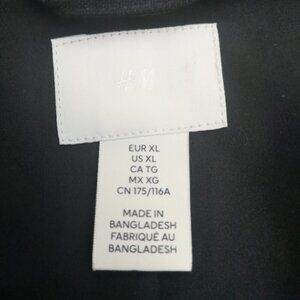 H&M
EUR XL
US XL
CA TG
MX XG
CN 175/116A
MADE IN
BANGLADESH
FABRIQUÉ AU
BANGLADESH